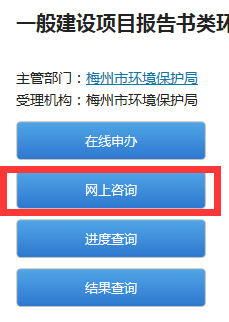 一般建设项目报告书类环
主管部门：梅州市环境保护局
受理机构：梅州市环境保护局
在线申办
网上咨询
进度查询
结果查询